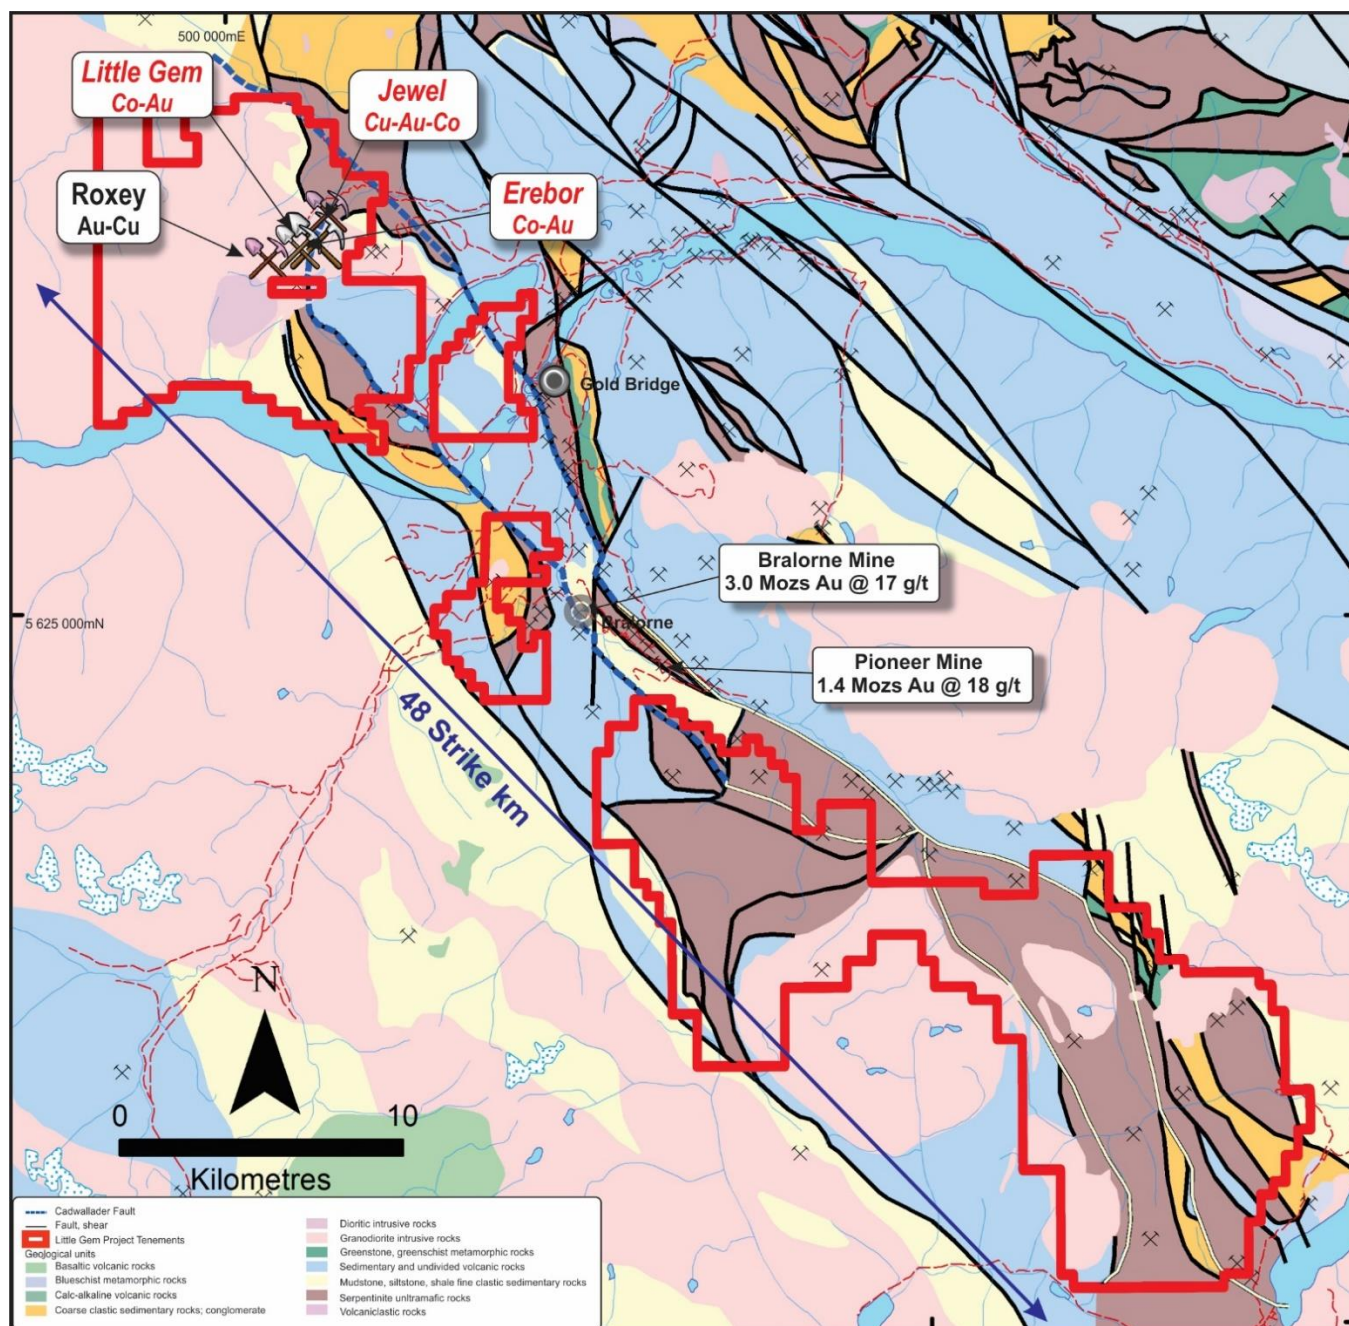 500 000mE
Little Gem
Co-Au
Jewel
Cu-Au-Co
Roxey
Au-Cu
Erebor
Co-Au
Gold Bridge
Bralorne Mine
3.0 Mozs Au @ 17 g/t
5 625 000mN
Bralorne
Pioneer Mine
1.4 Mozs Au @ 18 g/t
48 Strike km
N
0 10
Kilometres
Cadwallader Fault
Fault, shear
Little Gem Project Tenements
Geological units
Basaltic volcanic rocks
Blueschist metamorphic rocks
Calc-alkaline volcanic rocks
Coarse clastic sedimentary rocks; conglomerate
Dioritic intrusive rocks
Granodiorite intrusive rocks
Greenstone, greenschist metamorphic rocks
Sedimentary and undivided volcanic rocks
Mudstone, siltstone, shale fine clastic sedimentary rocks
Serpentinite unltramafic rocks
Volcaniclastic rocks